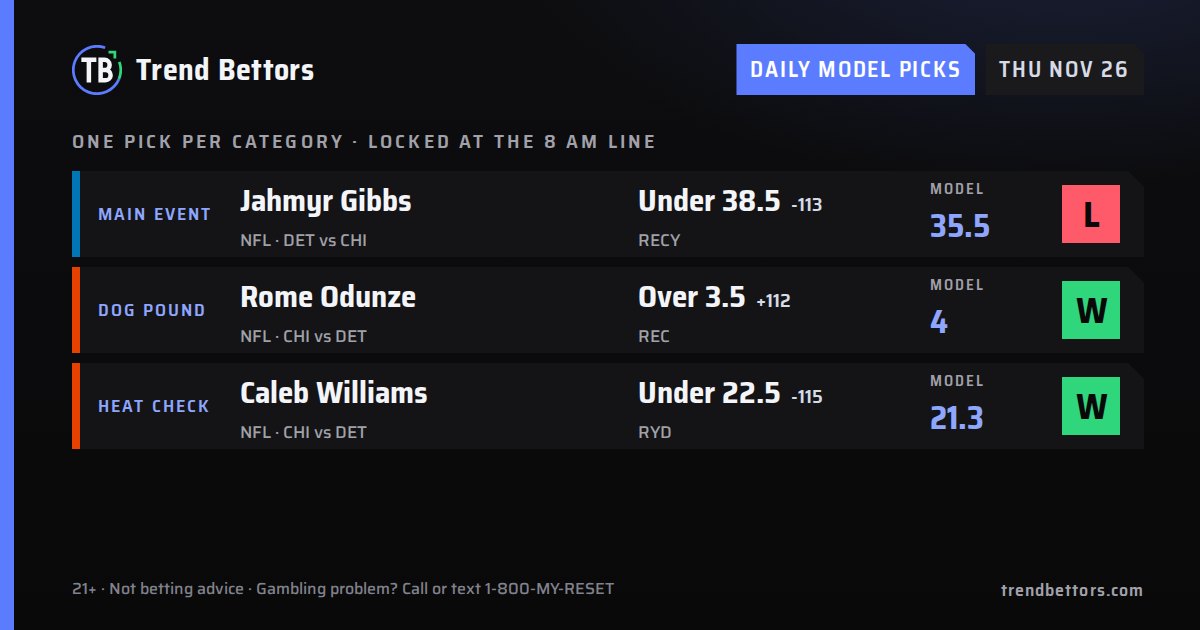 TB Trend Bettors
DAILY MODEL PICKS THU NOV 26
ONE PICK PER CATEGORY · LOCKED AT THE 8 AM LINE
MAIN EVENT
Jahmyr Gibbs
NFL · DET vs CHI
Under 38.5 -113
RECY
MODEL
35.5
L
DOG POUND
Rome Odunze
NFL · CHI vs DET
Over 3.5 +112
REC
MODEL
4
W
HEAT CHECK
Caleb Williams
NFL · CHI vs DET
Under 22.5 -115
RYD
MODEL
21.3
W
21+ · Not betting advice · Gambling problem? Call or text 1-800-MY-RESET
trendbettors.com